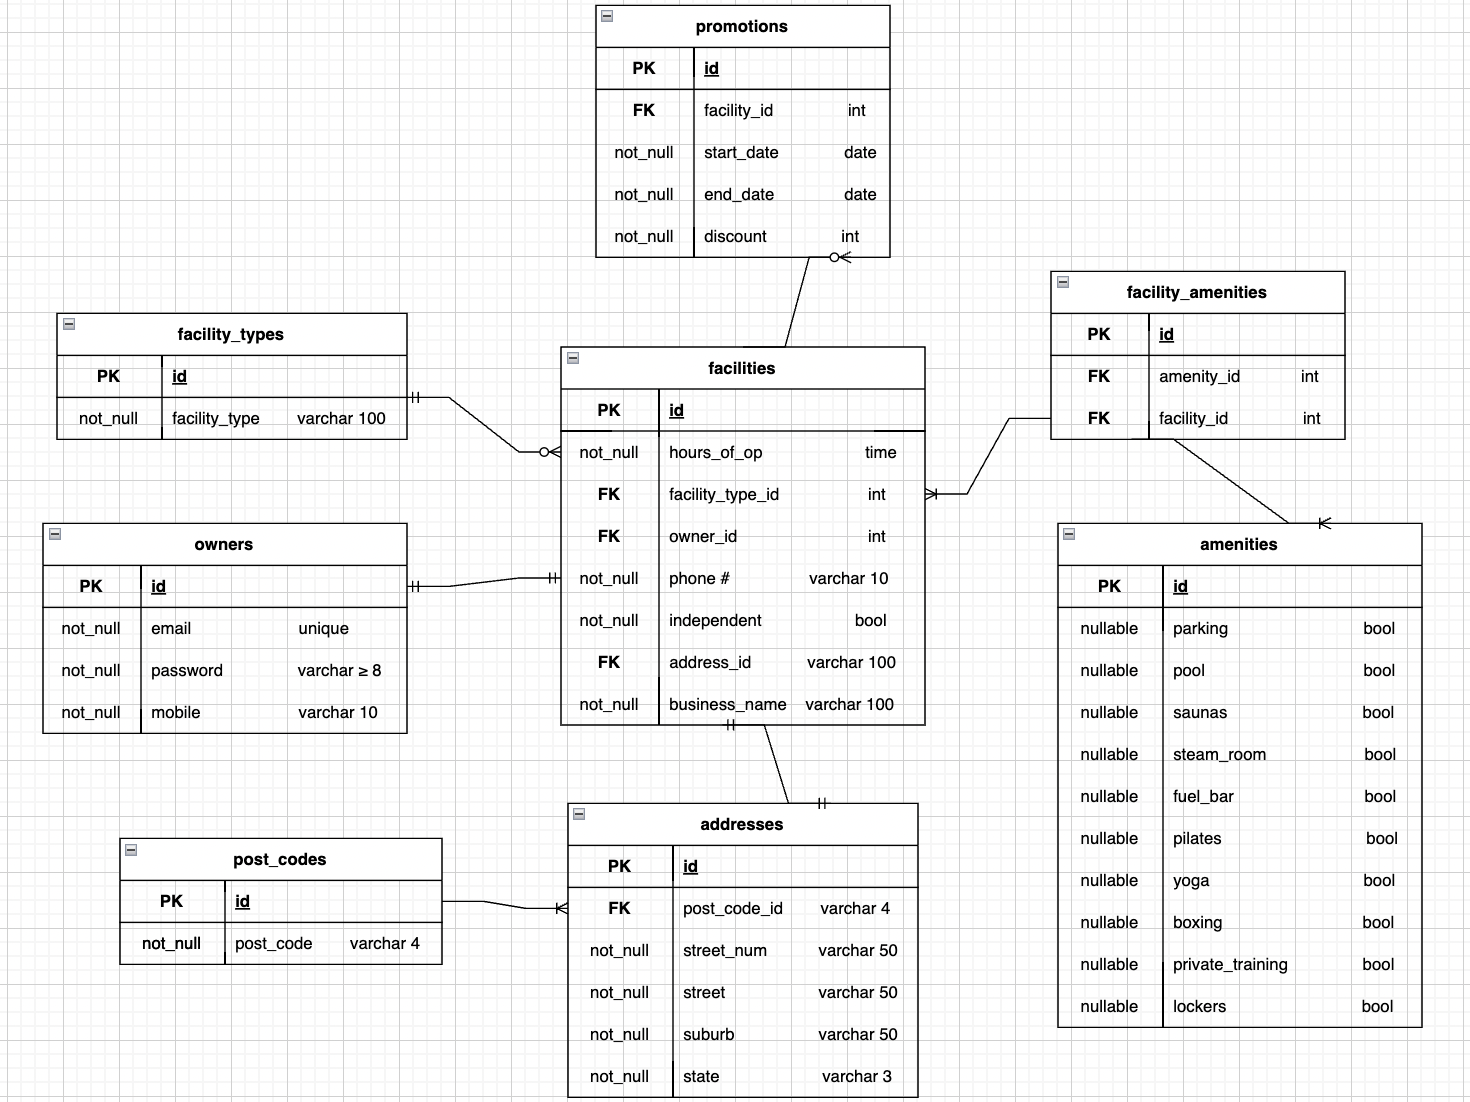 promotions
PK id
FK facility_id int
not_null start_date date
not_null end_date date
not_null discount int
facility_types
PK id
not_null facility_type varchar 100
facilities
PK id
not_null hours_of_op time
FK facility_type_id int
FK owner_id int
not_null phone # varchar 10
not_null independent bool
FK address_id varchar 100
not_null business_name varchar 100
facility_amenities
PK id
FK amenity_id int
FK facility_id int
owners
PK id
not_null email unique
not_null password varchar ≥ 8
not_null mobile varchar 10
amenities
PK id
nullable parking bool
nullable pool bool
nullable saunas bool
nullable steam_room bool
nullable fuel_bar bool
nullable pilates bool
nullable yoga bool
nullable boxing bool
nullable private_training bool
nullable lockers bool
post_codes
PK id
not_null post_code varchar 4
addresses
PK id
FK post_code_id varchar 4
not_null street_num varchar 50
not_null street varchar 50
not_null suburb varchar 50
not_null state varchar 3